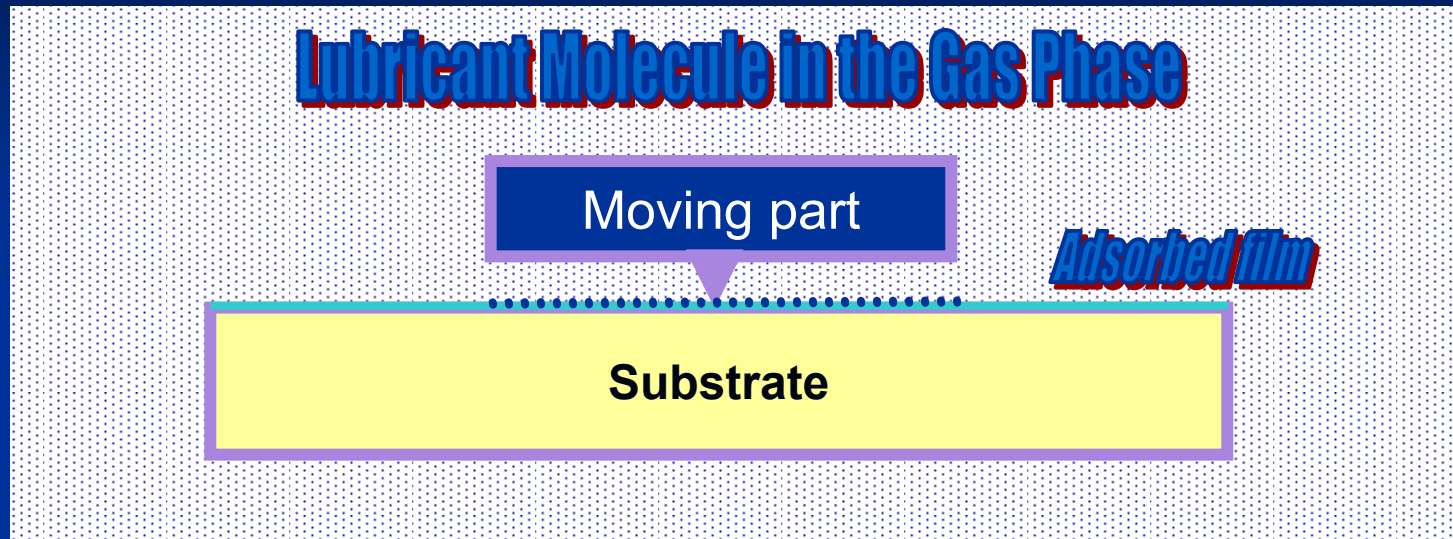 Lubricant Molecule in the Gas Phase
Moving part
Adsorbed film
Substrate